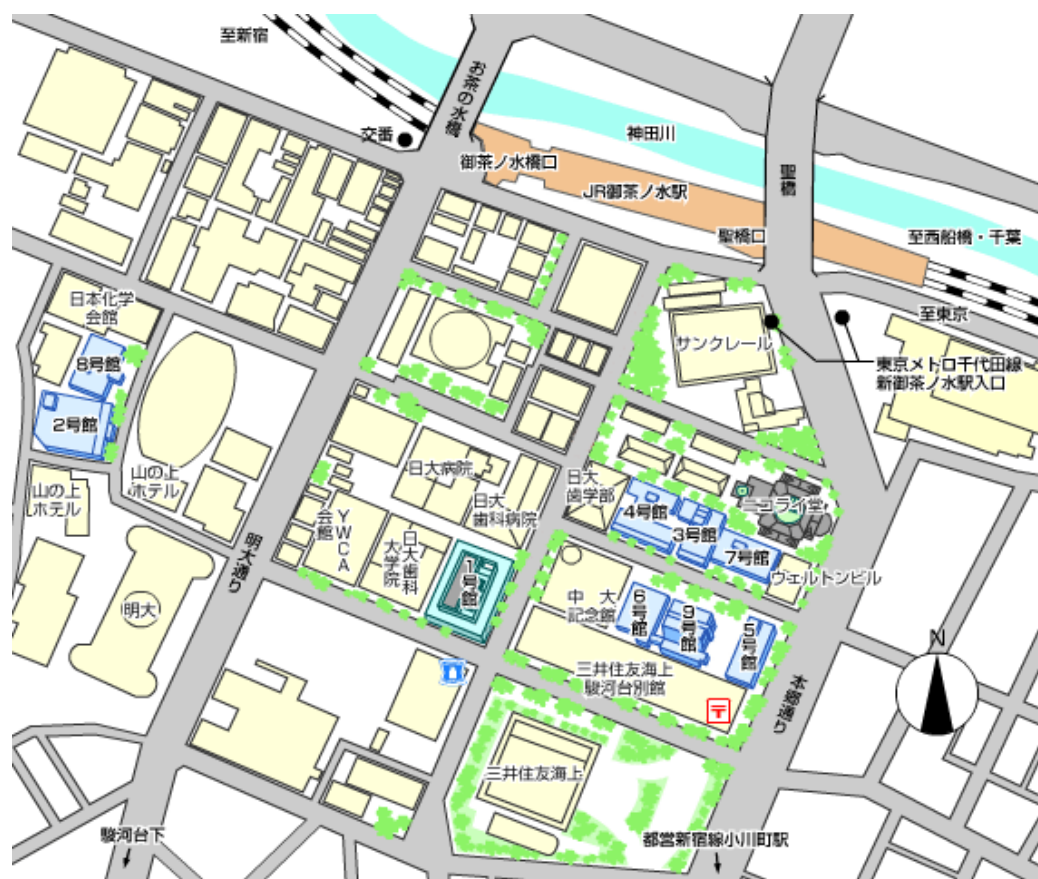 至新宿
お茶の水橋
交番
神田川
御茶ノ水橋口
JR御茶ノ水駅
聖橋
聖橋口
至西船橋・千葉
至東京
日本化学
会館
サンクレール
東京メトロ千代田線
新御茶ノ水駅入口
8号館
2号館
山の上
ホテル
山の上
ホテル
日大病院
日大
歯科病院
日大
歯学部
4号館
3号館
7号館
ニコライ堂
ヴェルトンビル
YWCA
会館
日大歯科
大学院
1号館
明大通り
明大
中大
記念館
6号館
9号館
5号館
三井住友海上
駿河台別館
〒
本郷通り
N
三井住友海上
駿河台下
都営新宿線小川町駅